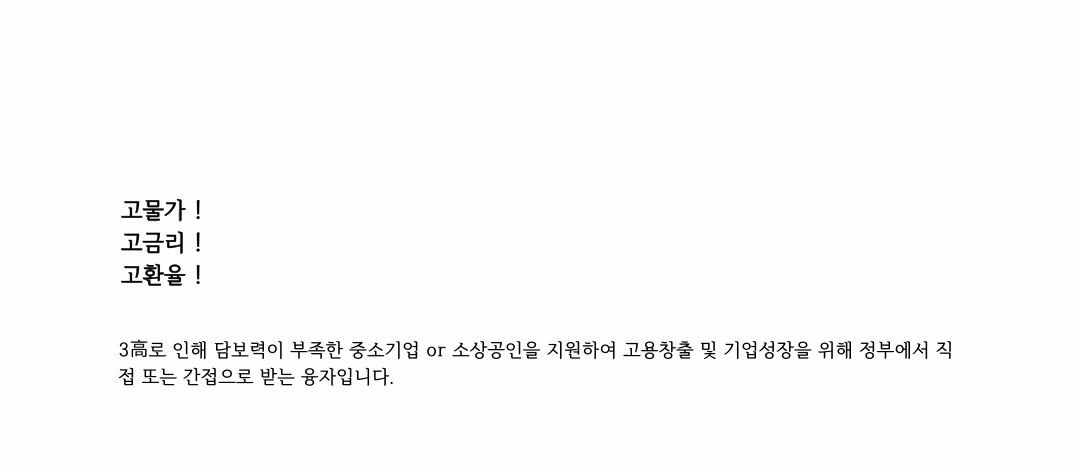 고물가 !
고금리 !
고환율 !
3高로 인해 담보력이 부족한 중소기업 or 소상공인을 지원하여 고용창출 및 기업성장을 위해 정부에서 직
접 또는 간접으로 받는 융자입니다.